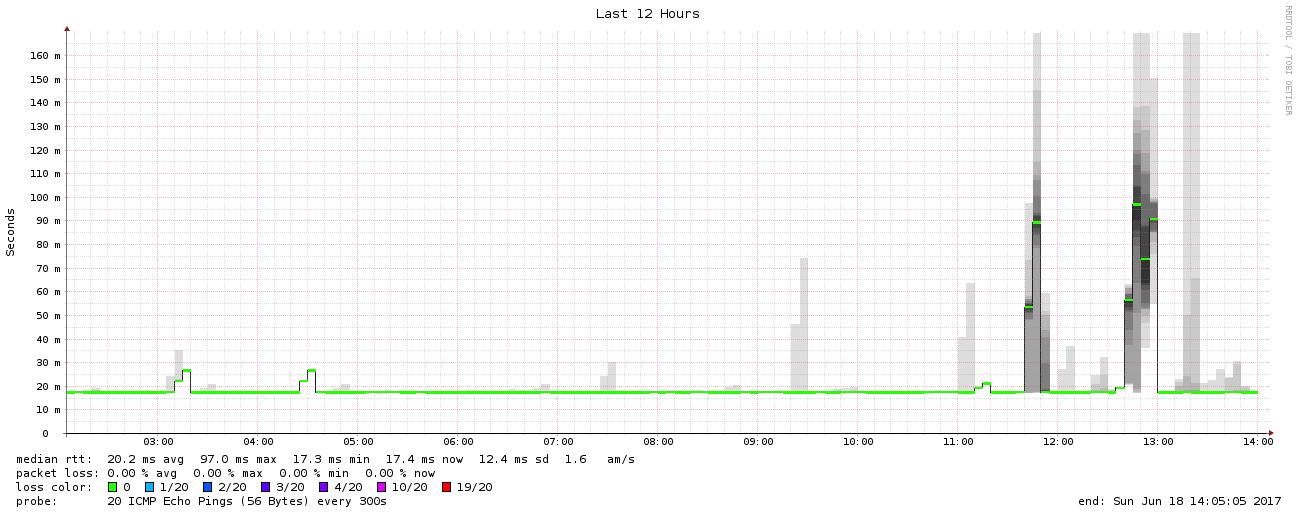 Last 12 Hours
RRDTOOL / TOBI OETIKER
Seconds
160 m
150 m
140 m
130 m
120 m
110 m
100 m
90 m
80 m
70 m
60 m
50 m
40 m
30 m
20 m
10 m
0
03:00 04:00 05:00 06:00 07:00 08:00 09:00 10:00 11:00 12:00 13:00 14:00
median rtt: 20.2 ms avg 97.0 ms max 17.3 ms min 17.4 ms now 12.4 ms sd 1.6 am/s
packet loss: 0.00 % avg 0.00 % max 0.00 % min 0.00 % now
loss color: 0 1/20 2/20 3/20 4/20 10/20 19/20
probe: 20 ICMP Echo Pings (56 Bytes) every 300s end: Sun Jun 18 14:05:05 2017